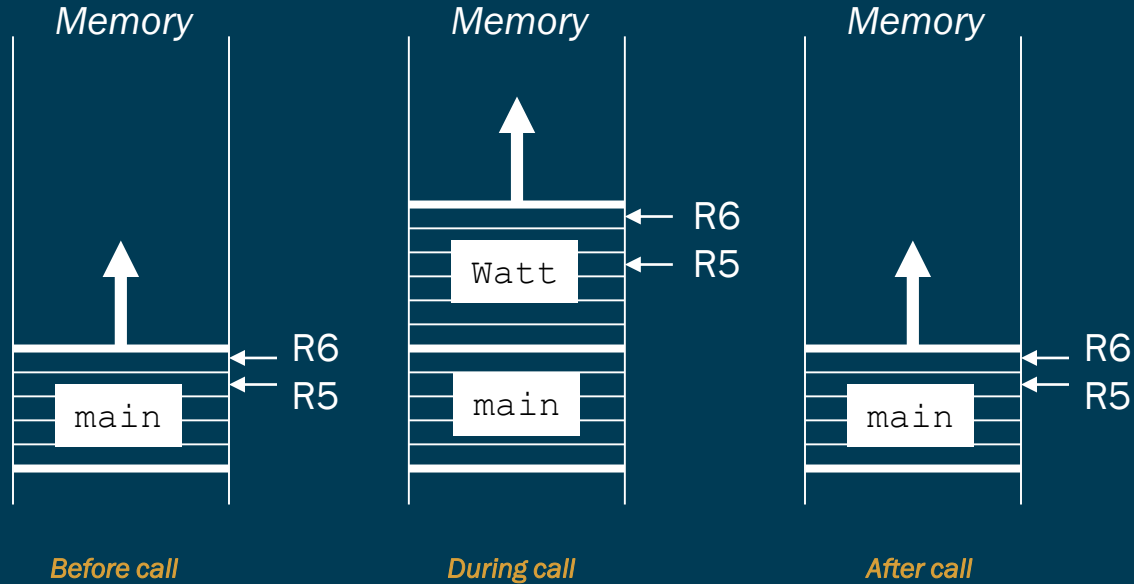 Memory
Memory
Memory
R6
R5
Watt
main
R6
R5
main
R6
R5
main
Before call
During call
After call